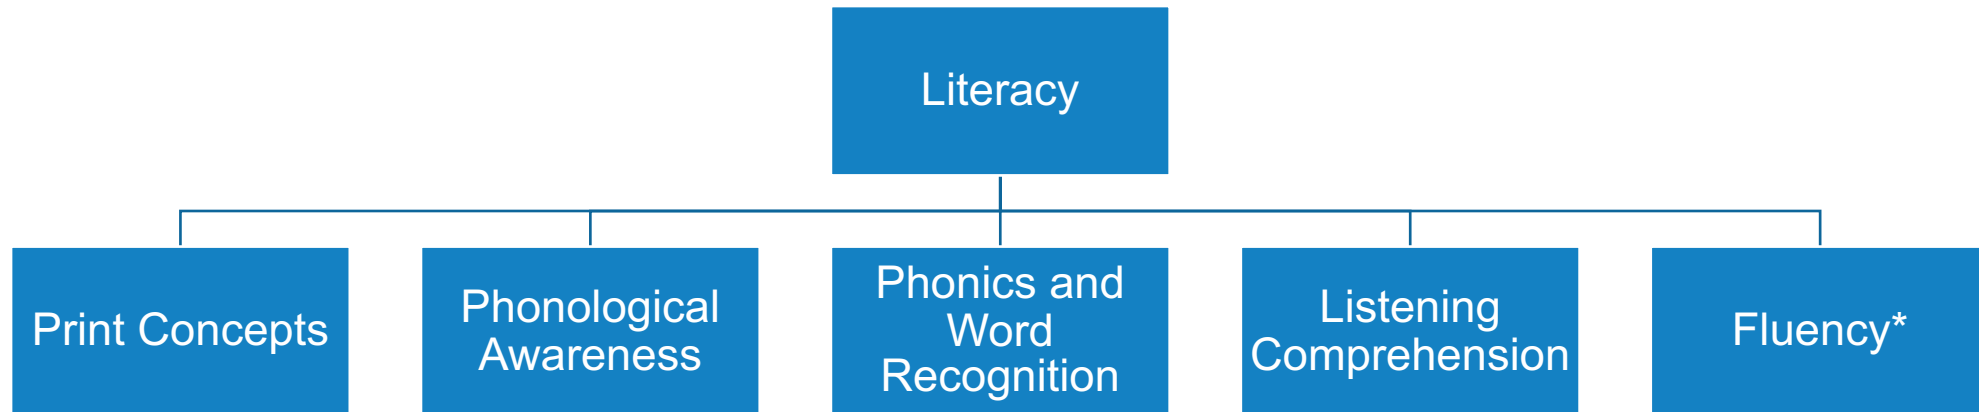 Literacy
Print Concepts
Phonological
Awareness
Phonics and
Word
Recognition
Listening
Comprehension
Fluency*